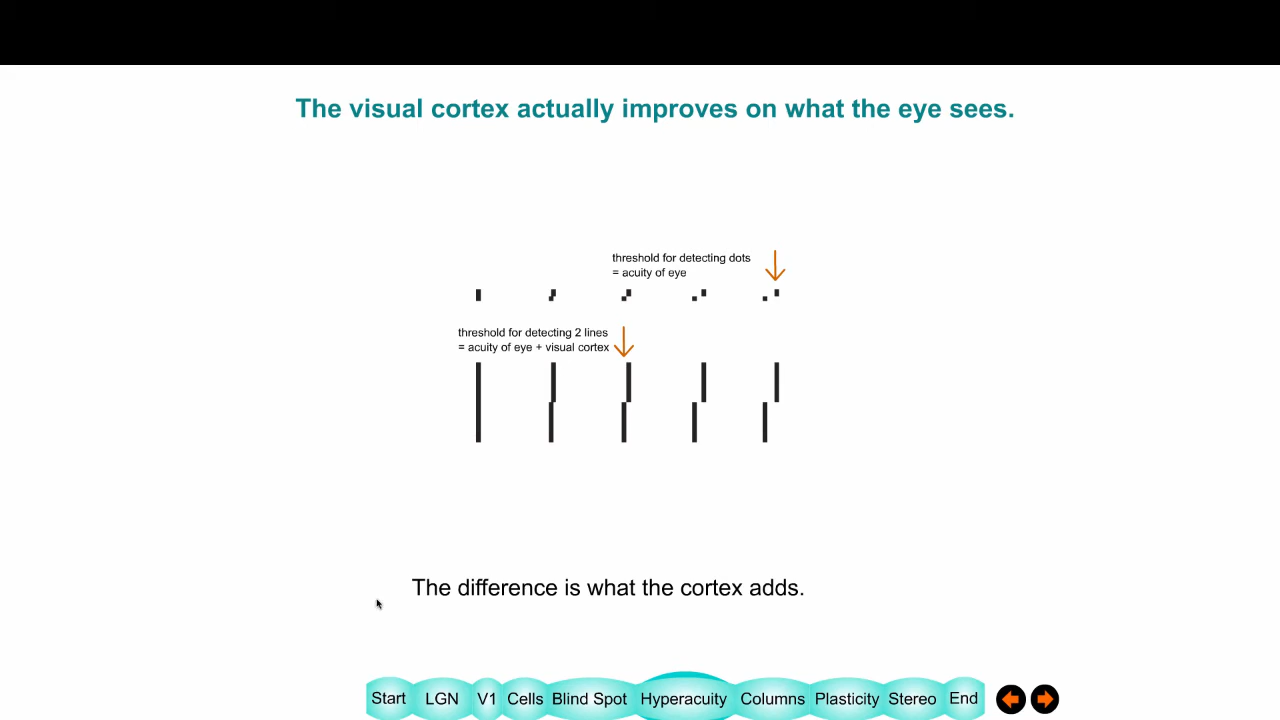 The visual cortex actually improves on what the eye sees.
threshold for detecting dots
= acuity of eye
threshold for detecting 2 lines
= acuity of eye + visual cortex
The difference is what the cortex adds.
Start LGN V1 Cells Blind Spot Hyperacuity Columns Plasticity Stereo End